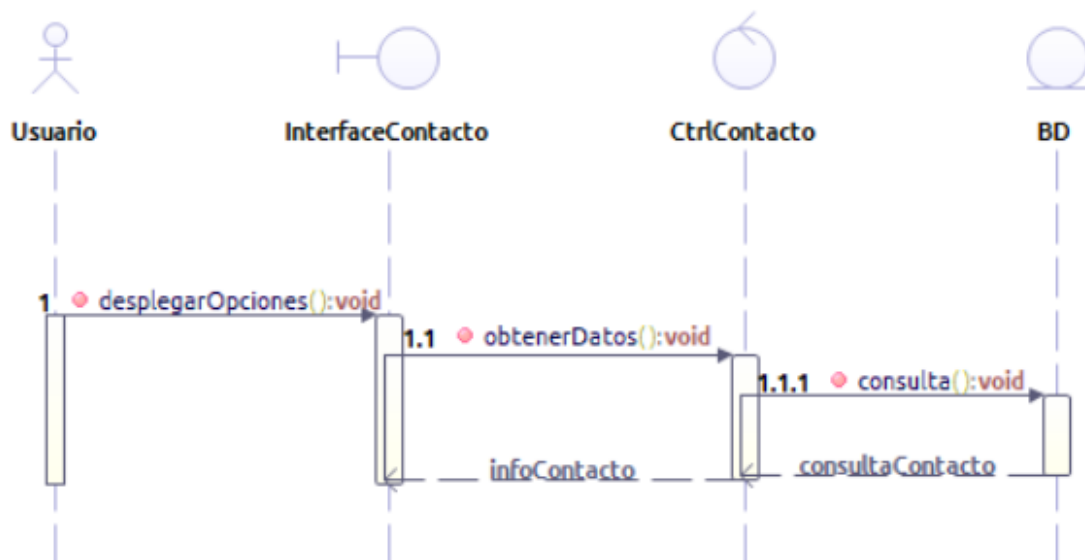 Usuario InterfaceContacto CtrlContacto BD
1 desplegarOpciones():void
1.1 obtenerDatos():void
1.1.1 consulta():void
infoContacto consultaContacto